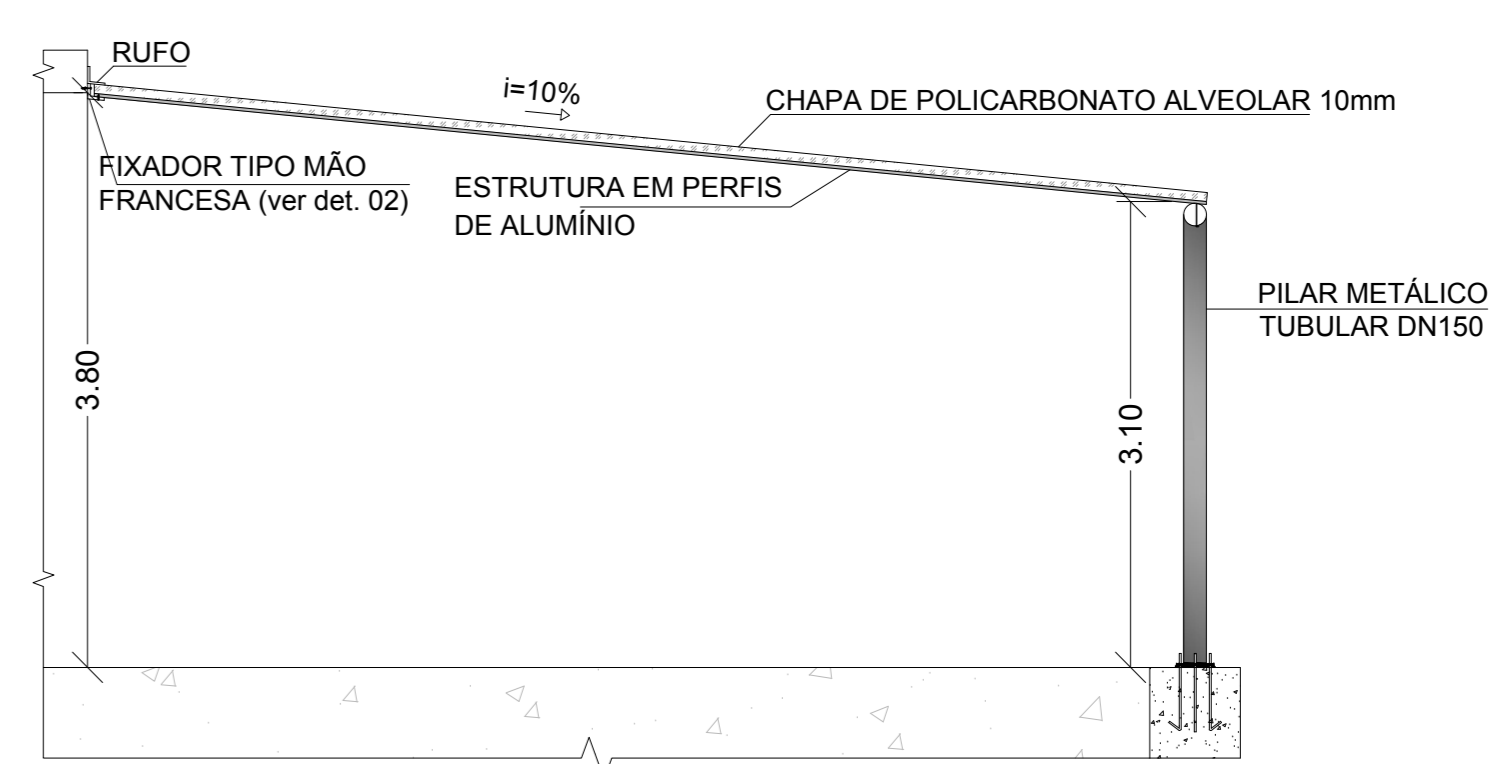 RUFO
i=10%
CHAPA DE POLICARBONATO ALVEOLAR 10mm
FIXADOR TIPO MÃO
FRANCESA (ver det. 02)
ESTRUTURA EM PERFIS
DE ALUMÍNIO
PILAR METÁLICO
TUBULAR DN150
3.80
3.10